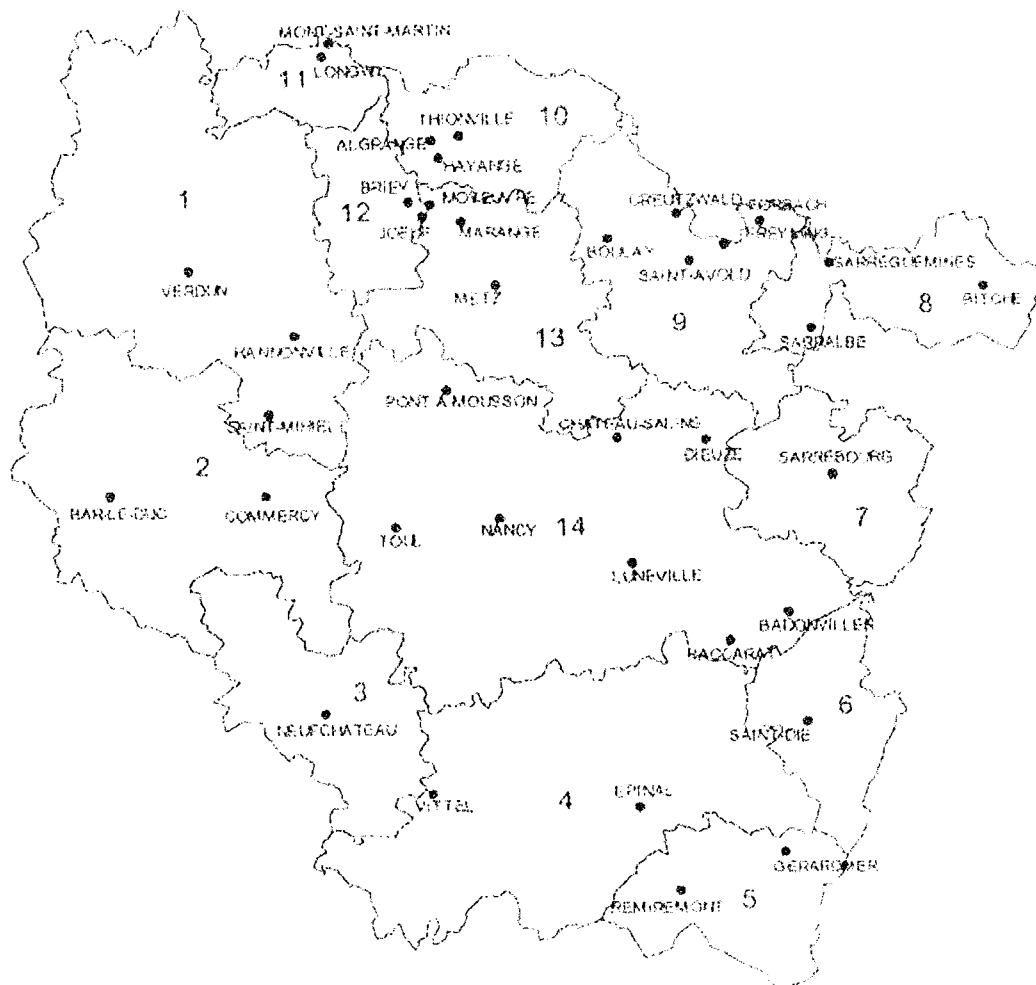 MONT-SAINT-MARTIN
LONGWY
11
THIONVILLE
10
ALGRANGE
HAYANGE
1
BRIEY
12
MOYEUVRE
JOEUF
MARANGE
CREUTZWALD
FORBACH
FREYMING
BOULAY
SAINT-AVOLD
SARREGUEMINES
VERDUN
METZ
8
BITCHE
9
13
HANNONVILLE
SARRALBE
PONT A MOUSSON
SAINT-MIHIEL
CHATEAU-SALINS
DIEUZE
SARREBOURG
2
BAR-LE-DUC
COMMERCY
TOUL
NANCY
14
7
LUNEVILLE
BADONVILLER
BACCARAT
3
NEUFCHATEAU
6
SAINT-DIE
VITTEL
4
EPINAL
GERARDMER
REMIREMONT
5